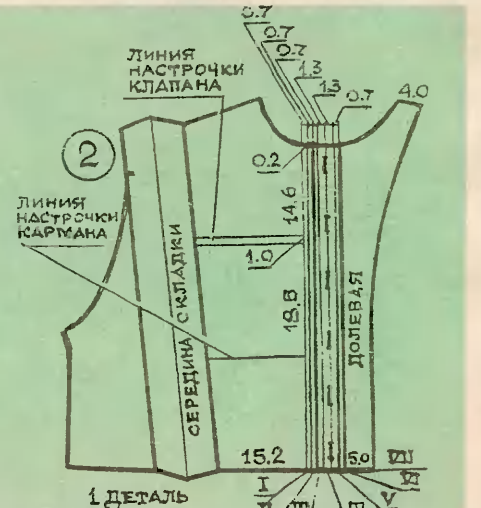 0.7
0.7
0.7
1.3
1.3
0.7
4.0
ЛИНИЯ
НАСТРОЧКИ
КЛАПАНА
2
0.2
ЛИНИЯ
НАСТРОЧКИ
КАРМАНА
14.6
1.0
18.8
СЕРЕДИНА СКЛАДКИ
ДОЛЕВАЯ
15.2
5.0
VII
VI
I
V
1 ДЕТАЛЬ